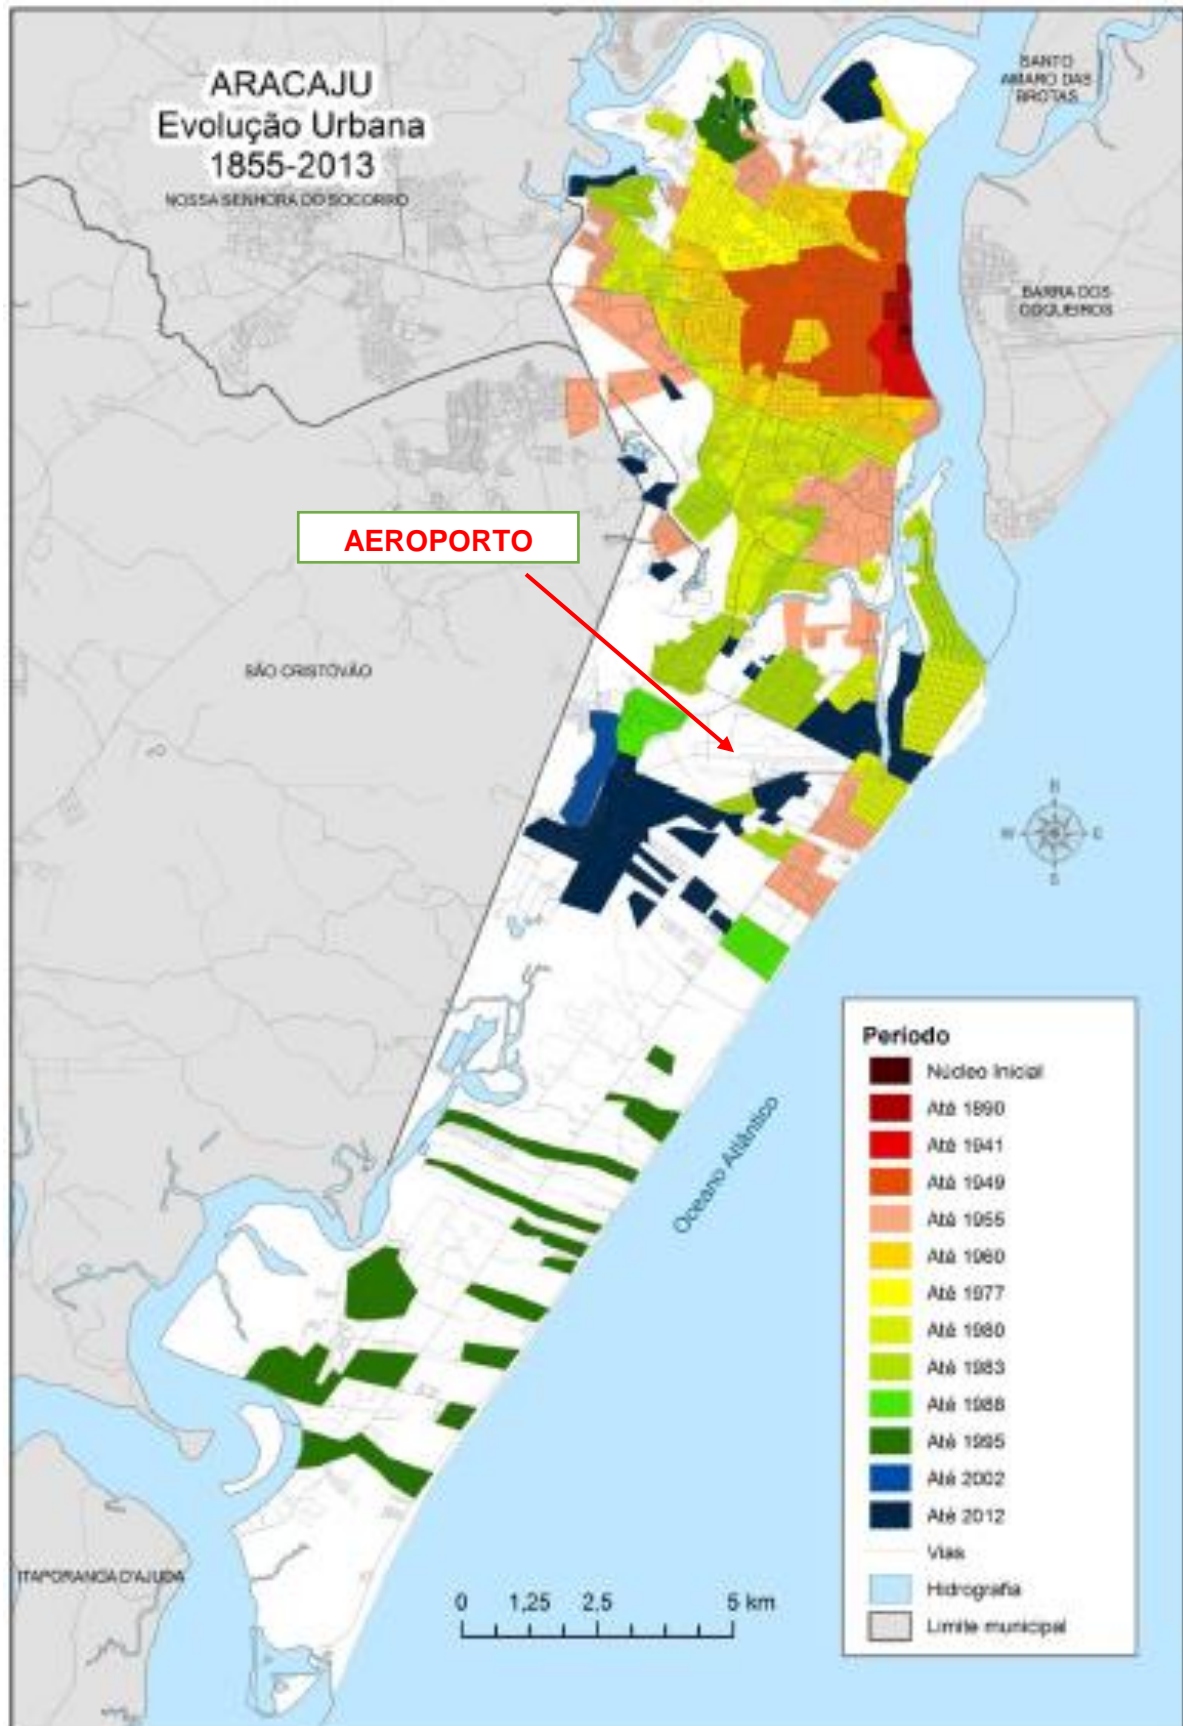 ARACAJU
Evolução Urbana
1855-2013
NOSSA SENHORA DO SOCORRO
SANTO
AMARO DAS
BROTAS
BARRA DOS
COQUEIROS
AEROPORTO
SÃO CRISTOVÃO
W
E
S
Oceano Atlântico
Período
Núcleo Inicial
Até 1890
Até 1941
Até 1949
Até 1955
Até 1960
Até 1977
Até 1980
Até 1983
Até 1988
Até 1995
Até 2002
Até 2012
Vias
Hidrografia
Limite municipal
ITAPORANGA D'AJUDA
0 1,25 2,5 5 km